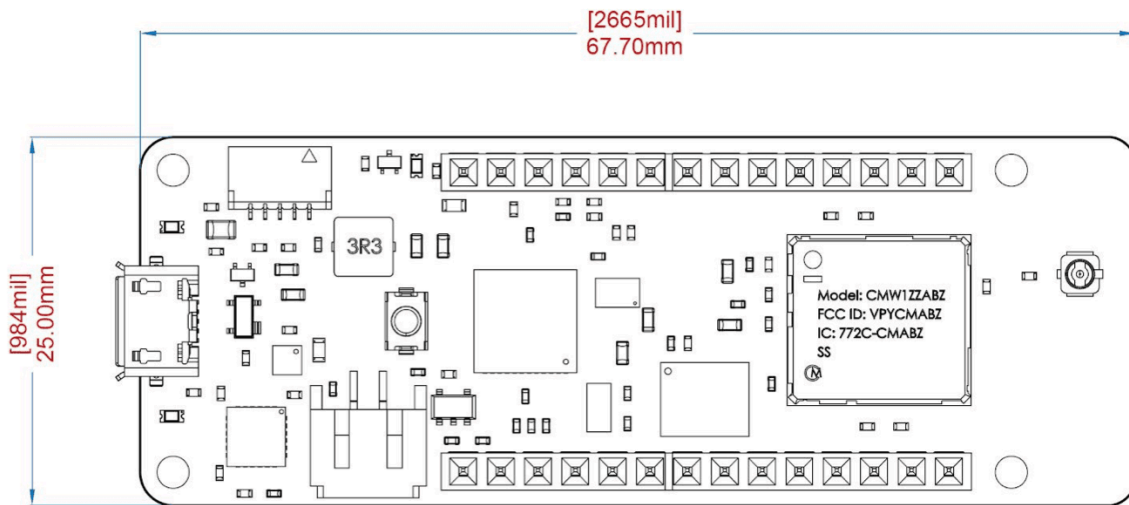 [2665mil]
67.70mm
[984mil]
25.00mm
3R3
Model: CMW1ZZABZ
FCC ID: VPYCMABZ
IC: 772C-CMABZ
SS
M